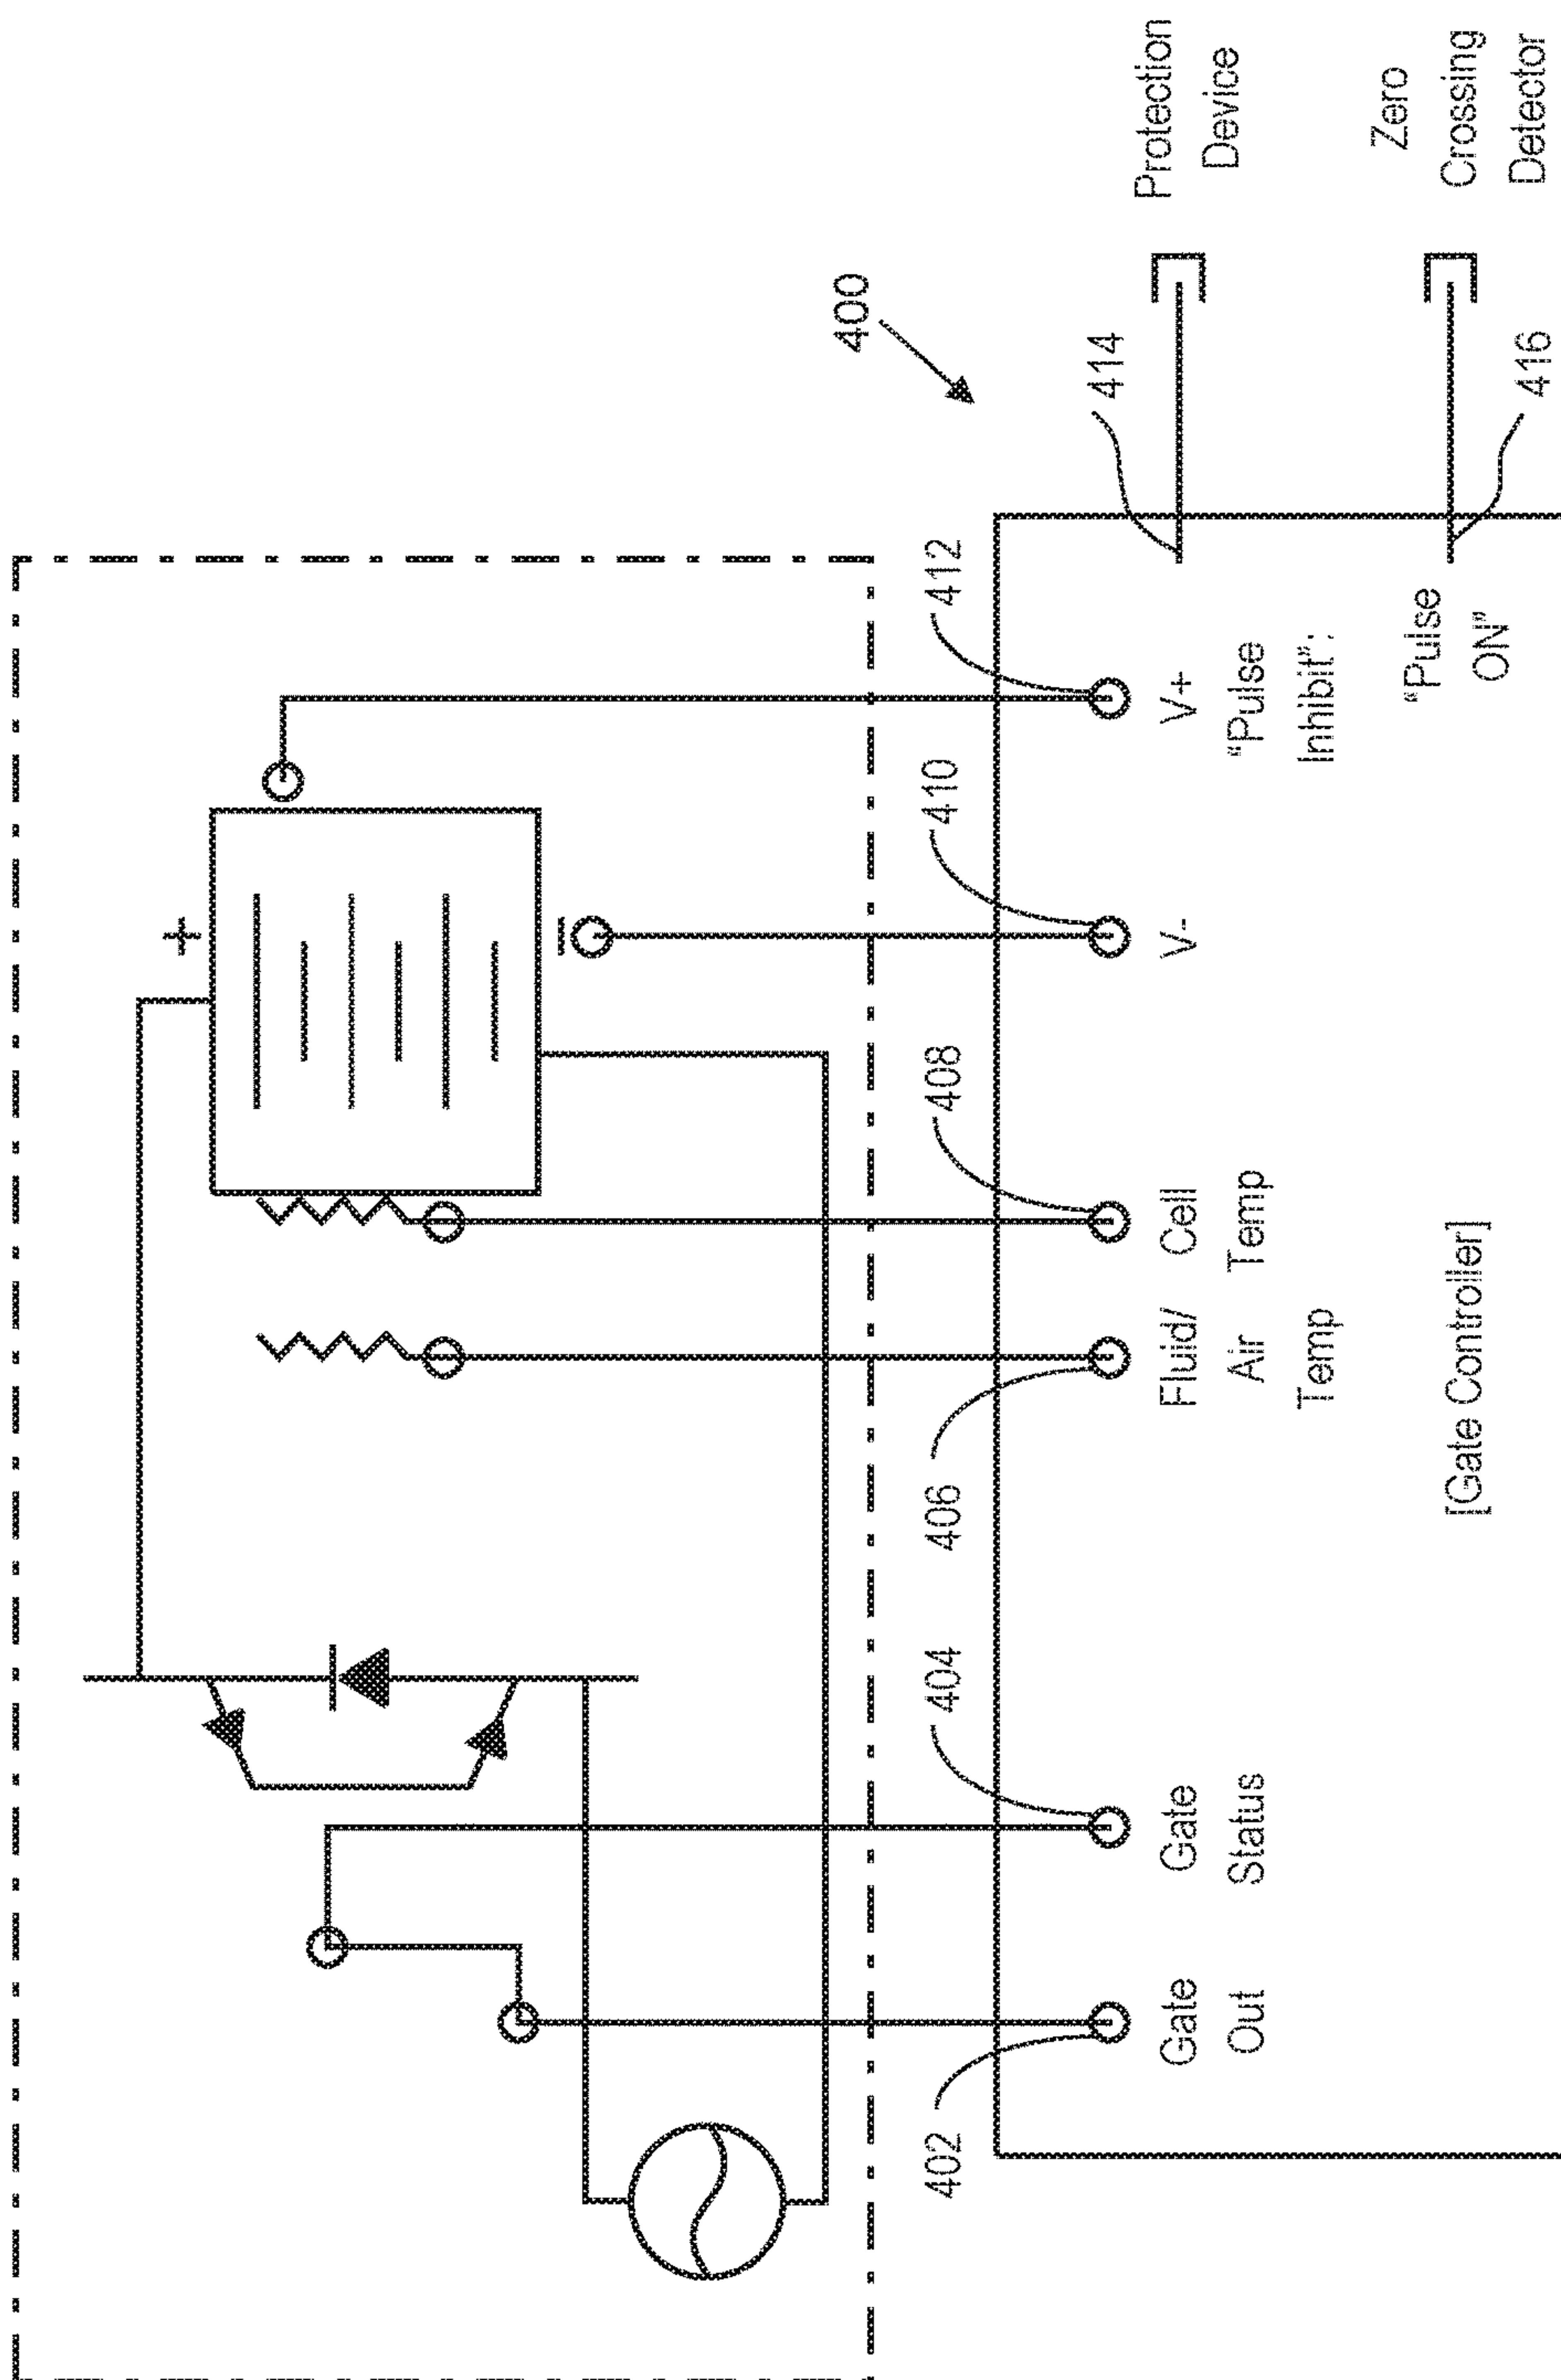 400
+
–
402
404
406
408
410
412
414
416
Gate
Out
Gate
Status
Fluid/
Air
Temp
Cell
Temp
V-
V+
“Pulse
Inhibit”:
“Pulse
ON”
[Gate Controller]
Protection
Device
Zero
Crossing
Detector